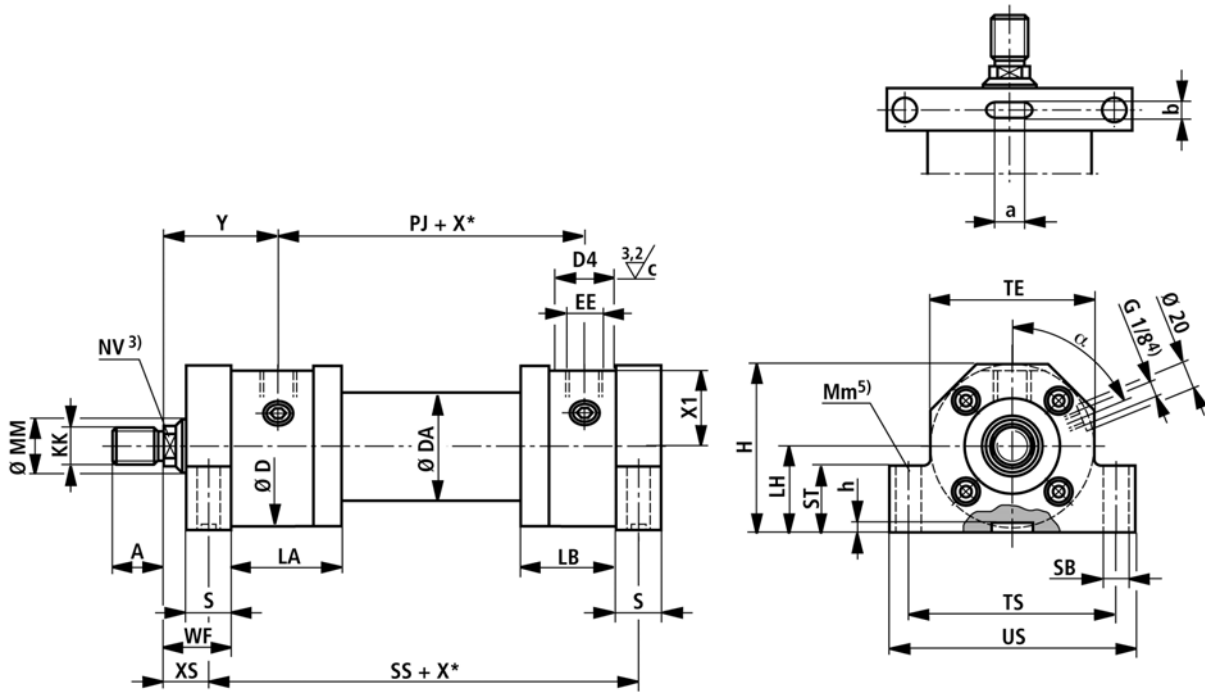 b
a
Y
PJ + X*
D4
3,2/
c
EE
NV 3)
Ø MM
KK
Ø D
Ø DA
X1
A
LA
LB
S
S
WF
XS
SS + X*
TE
α
G 1/8 4)
Ø 20
Mm 5)
H
LH
ST
h
SB
TS
US